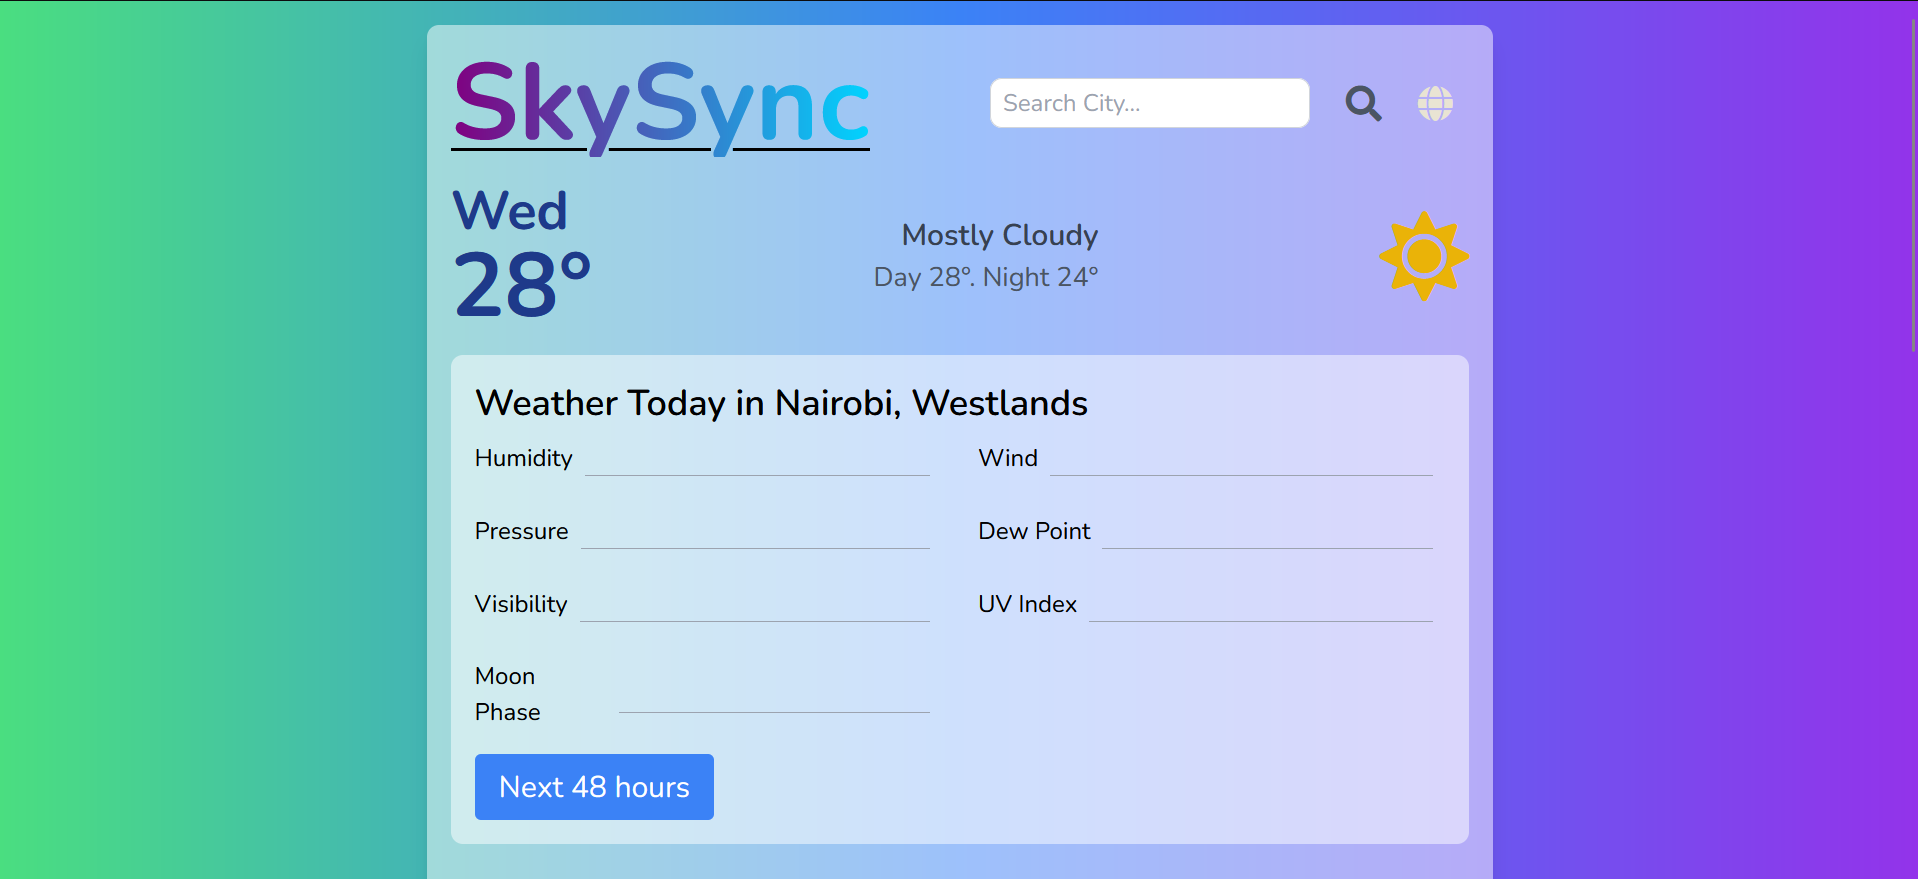 SkySync
Search City...
Wed
28°
Mostly Cloudy
Day 28°. Night 24°
Weather Today in Nairobi, Westlands
Humidity
Wind
Pressure
Dew Point
Visibility
UV Index
Moon
Phase
Next 48 hours